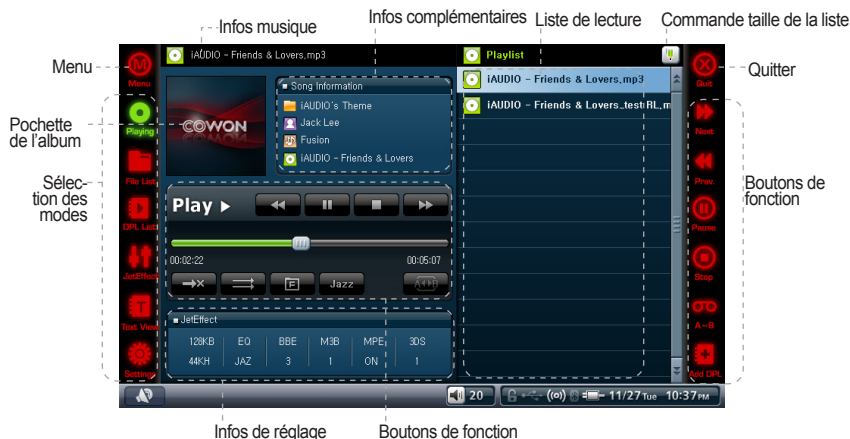 Infos musique
Infos complémentaires
Liste de lecture
Commande taille de la liste
Menu
Quitter
Pochette de l'album
Sélection des modes
Boutons de fonction
iAUDIO - Friends & Lovers.mp3
Playlist
Menu
Playing
File List
DPL List
JetEffect
Text View
Settings
COWON
Song Information
iAUDIO's Theme
Jack Lee
Fusion
iAUDIO - Friends & Lovers
iAUDIO - Friends & Lovers.mp3
iAUDIO - Friends & Lovers_testiRL.m
Play
00:02:22
00:05:07
F
Jazz
A B
JetEffect
128KB EQ BBE M3B MPE 3DS
44KH JAZ 3 1 ON 1
Quit
Next
Prev.
Pause
Stop
A~B
Add DPL
20
11/27 Tue 10:37 PM
Infos de réglage
Boutons de fonction